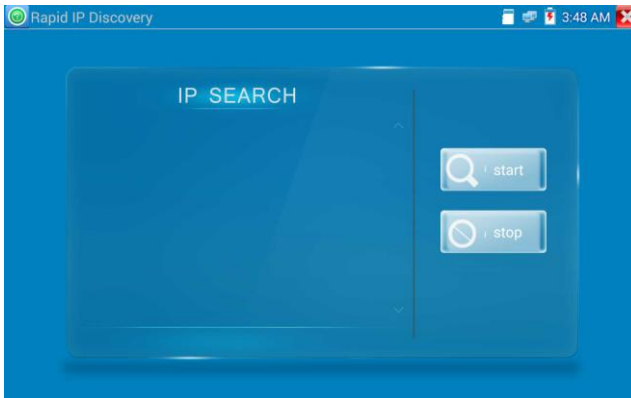 Rapid IP Discovery
3:48 AM
IP SEARCH
start
stop